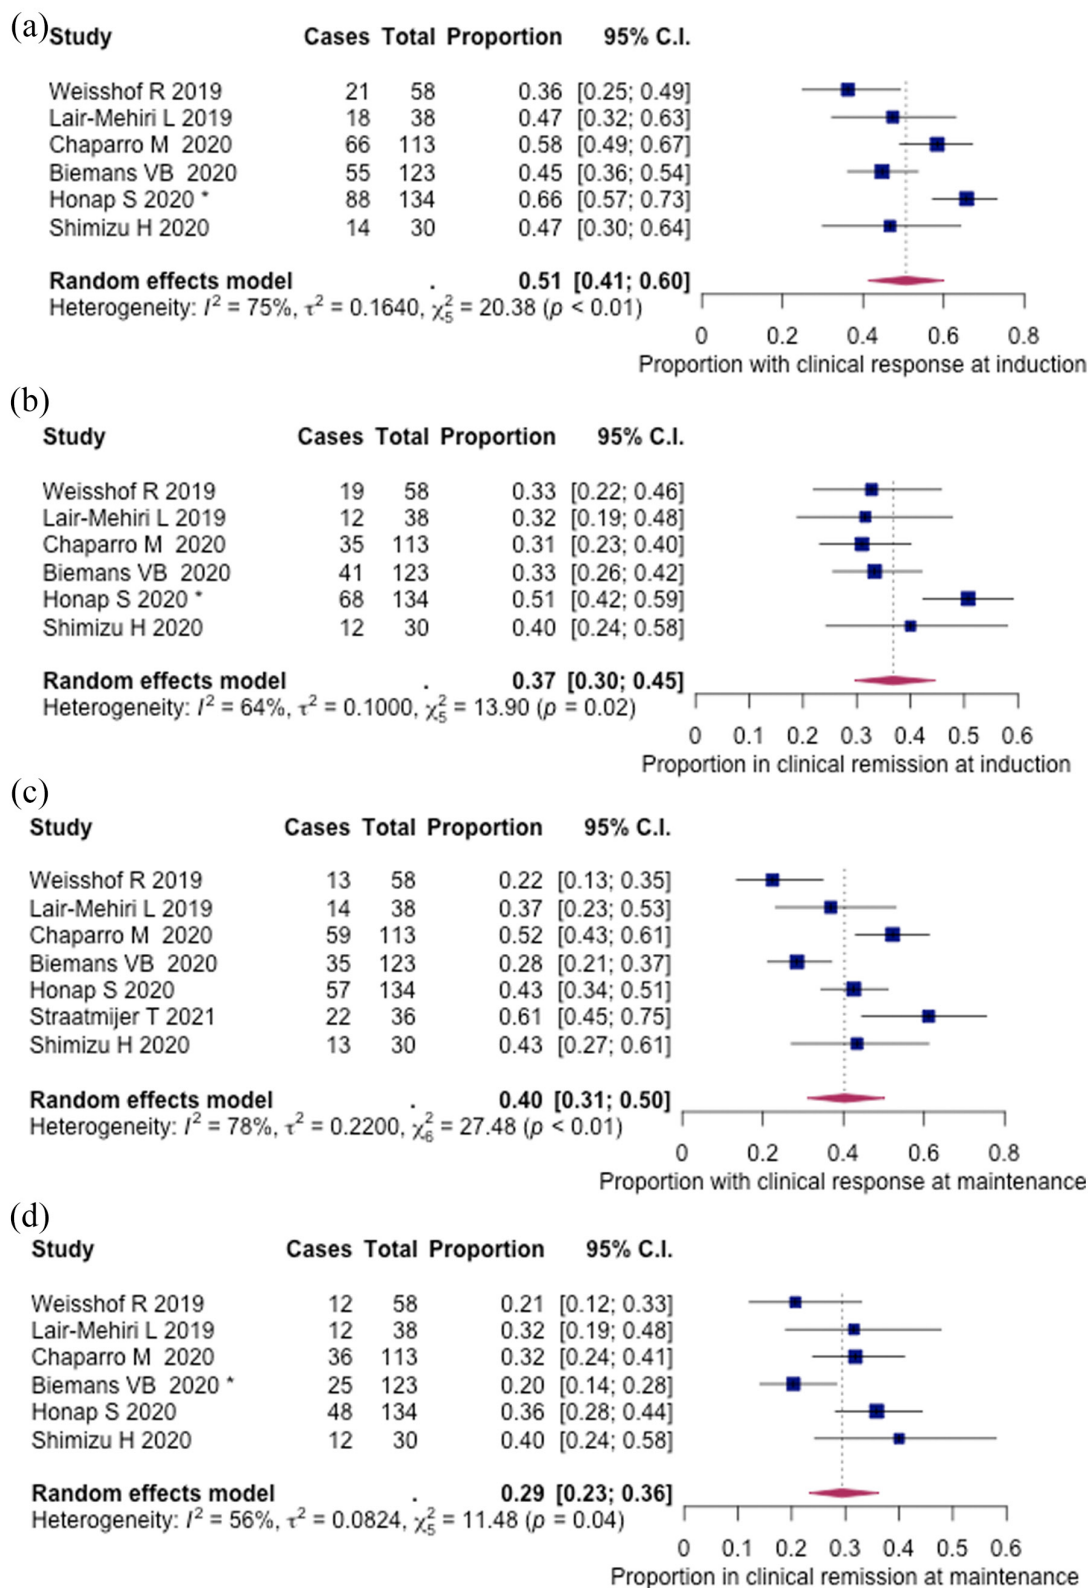 (a)
Study Cases Total Proportion 95% C.I.
Weisshof R 2019 21 58 0.36 [0.25; 0.49]
Lair-Mehiri L 2019 18 38 0.47 [0.32; 0.63]
Chaparro M 2020 66 113 0.58 [0.49; 0.67]
Biemans VB 2020 55 123 0.45 [0.36; 0.54]
Honap S 2020 * 88 134 0.66 [0.57; 0.73]
Shimizu H 2020 14 30 0.47 [0.30; 0.64]
Random effects model . 0.51 [0.41; 0.60]
Heterogeneity: I² = 75%, τ² = 0.1640, χ²₅ = 20.38 (p < 0.01)
0 0.2 0.4 0.6 0.8
Proportion with clinical response at induction
(b)
Study Cases Total Proportion 95% C.I.
Weisshof R 2019 19 58 0.33 [0.22; 0.46]
Lair-Mehiri L 2019 12 38 0.32 [0.19; 0.48]
Chaparro M 2020 35 113 0.31 [0.23; 0.40]
Biemans VB 2020 41 123 0.33 [0.26; 0.42]
Honap S 2020 * 68 134 0.51 [0.42; 0.59]
Shimizu H 2020 12 30 0.40 [0.24; 0.58]
Random effects model . 0.37 [0.30; 0.45]
Heterogeneity: I² = 64%, τ² = 0.1000, χ²₅ = 13.90 (p = 0.02)
0 0.1 0.2 0.3 0.4 0.5 0.6
Proportion in clinical remission at induction
(c)
Study Cases Total Proportion 95% C.I.
Weisshof R 2019 13 58 0.22 [0.13; 0.35]
Lair-Mehiri L 2019 14 38 0.37 [0.23; 0.53]
Chaparro M 2020 59 113 0.52 [0.43; 0.61]
Biemans VB 2020 35 123 0.28 [0.21; 0.37]
Honap S 2020 57 134 0.43 [0.34; 0.51]
Straatmijer T 2021 22 36 0.61 [0.45; 0.75]
Shimizu H 2020 13 30 0.43 [0.27; 0.61]
Random effects model . 0.40 [0.31; 0.50]
Heterogeneity: I² = 78%, τ² = 0.2200, χ²₆ = 27.48 (p < 0.01)
0 0.2 0.4 0.6 0.8
Proportion with clinical response at maintenance
(d)
Study Cases Total Proportion 95% C.I.
Weisshof R 2019 12 58 0.21 [0.12; 0.33]
Lair-Mehiri L 2019 12 38 0.32 [0.19; 0.48]
Chaparro M 2020 36 113 0.32 [0.24; 0.41]
Biemans VB 2020 * 25 123 0.20 [0.14; 0.28]
Honap S 2020 48 134 0.36 [0.28; 0.44]
Shimizu H 2020 12 30 0.40 [0.24; 0.58]
Random effects model . 0.29 [0.23; 0.36]
Heterogeneity: I² = 56%, τ² = 0.0824, χ²₅ = 11.48 (p = 0.04)
0 0.1 0.2 0.3 0.4 0.5 0.6
Proportion in clinical remission at maintenance